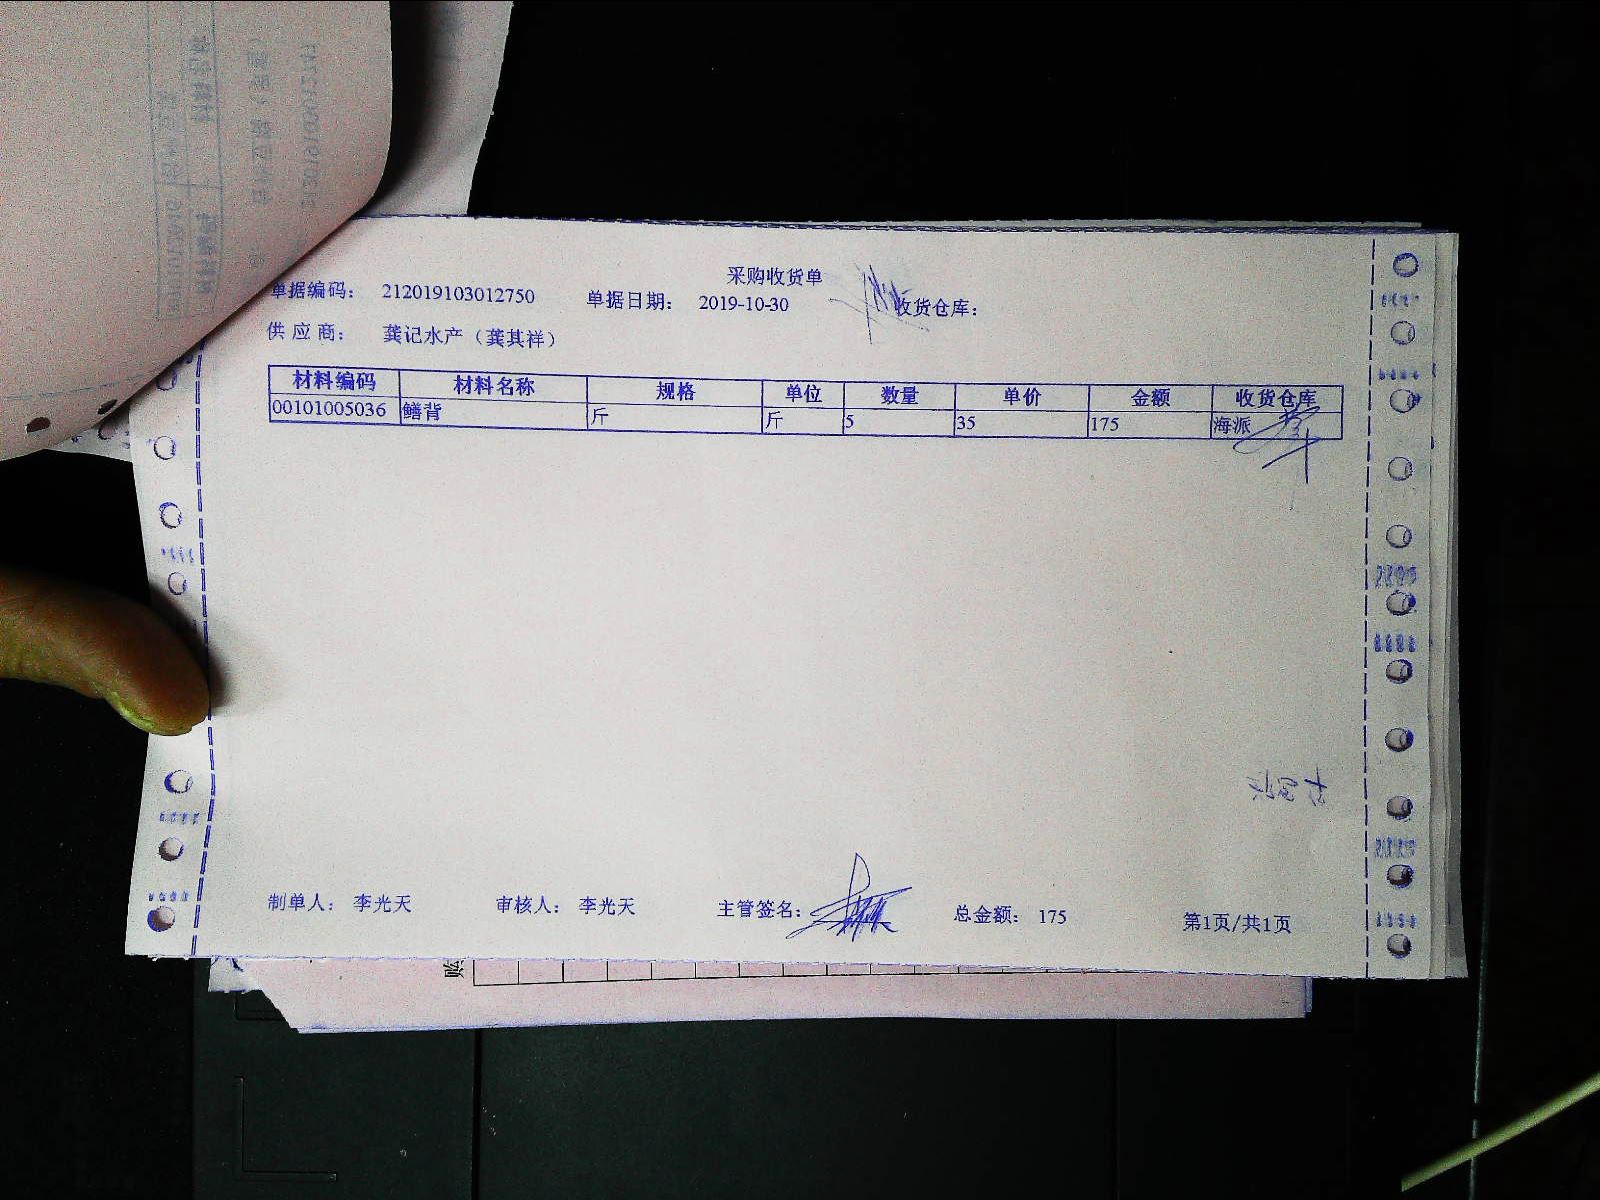 采购收货单
单据编码： 212019103012750 单据日期： 2019-10-30 收货仓库：
供 应 商： 龚记水产（龚其祥）
材料编码 材料名称 规格 单位 数量 单价 金额 收货仓库
00101005036 鳝背 斤 斤 5 35 175 海派
制单人： 李光天 审核人： 李光天 主管签名： 总金额： 175 第1页/共1页
购